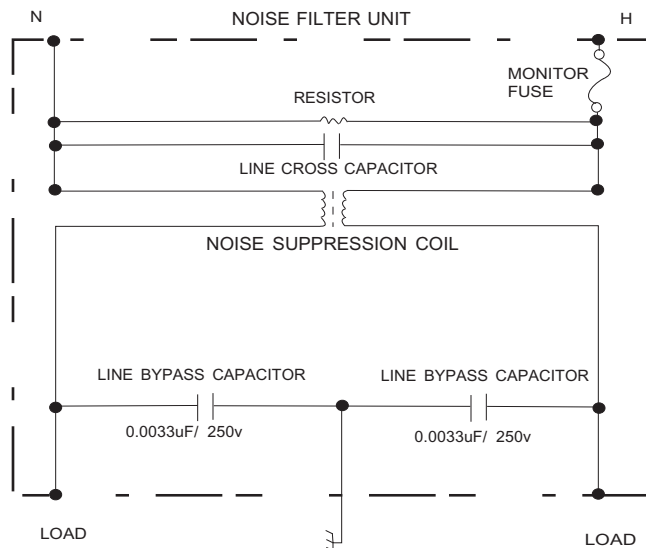 N
NOISE FILTER UNIT
H
MONITOR
FUSE
RESISTOR
LINE CROSS CAPACITOR
NOISE SUPPRESSION COIL
LINE BYPASS CAPACITOR
LINE BYPASS CAPACITOR
0.0033uF/ 250v
0.0033uF/ 250v
LOAD
LOAD